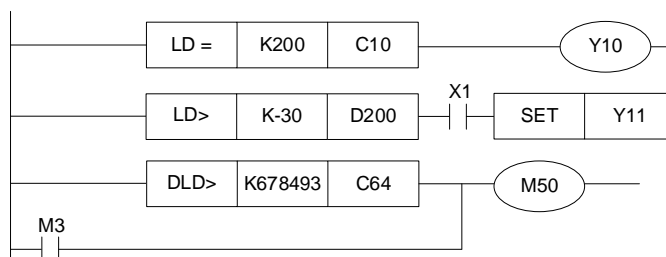 LD = K200 C10 Y10
X1
LD> K-30 D200 SET Y11
DLD> K678493 C64 M50
M3